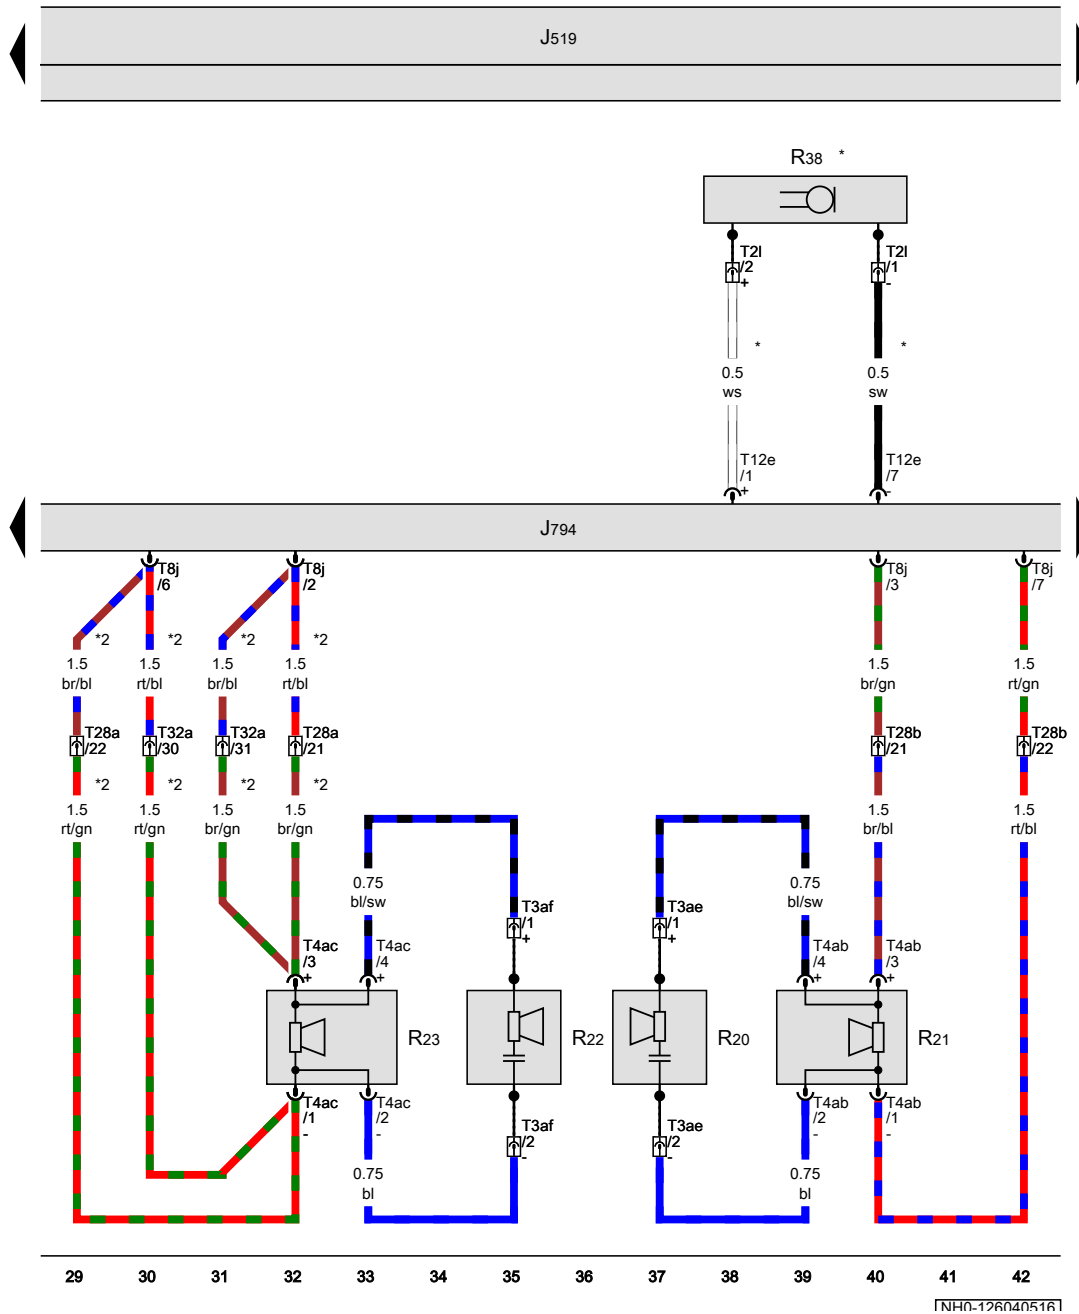 J519
R38 *
T2l
/2
+
T2l
/1
-
*
*
0.5
ws
0.5
sw
T12e
/1
+
T12e
/7
-
J794
T8j
/6
T8j
/2
T8j
/3
T8j
/7
*2
*2
*2
*2
1.5
br/bl
1.5
rt/bl
1.5
br/bl
1.5
rt/bl
1.5
br/gn
1.5
rt/gn
T28a
/22
T32a
/30
T32a
/31
T28a
/21
T28b
/21
T28b
/22
*2
*2
*2
*2
1.5
rt/gn
1.5
rt/gn
1.5
br/gn
1.5
br/gn
1.5
br/bl
1.5
rt/bl
0.75
bl/sw
0.75
bl/sw
T3af
/1
+
T3ae
/1
+
T4ac
/3
+
T4ac
/4
+
T4ab
/4
+
T4ab
/3
+
R23
R22
R20
R21
T4ac
/1
-
T4ac
/2
-
T3af
/2
-
T3ae
/2
-
T4ab
/2
-
T4ab
/1
-
0.75
bl
0.75
bl
29 30 31 32 33 34 35 36 37 38 39 40 41 42
NH0-126040516